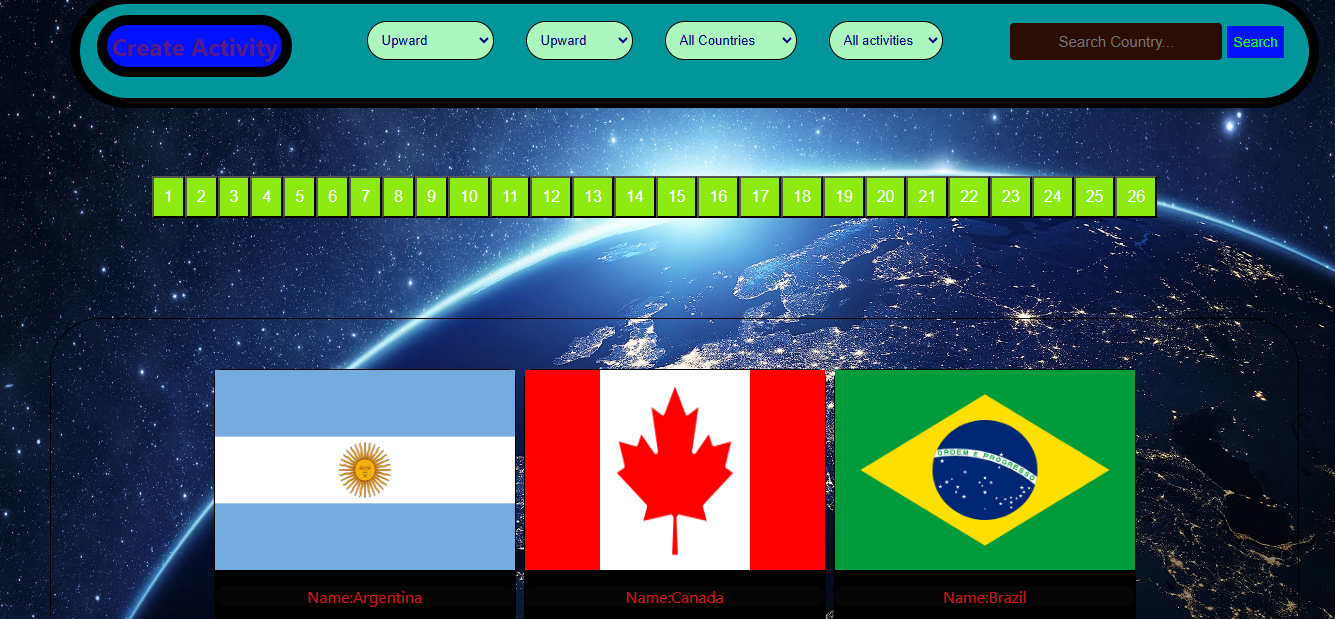 Create Activity
Upward
Upward
All Countries
All activities
Search Country...
Search
1 2 3 4 5 6 7 8 9 10 11 12 13 14 15 16 17 18 19 20 21 22 23 24 25 26
ORDEM E PROGRESSO
Name:Argentina
Name:Canada
Name:Brazil